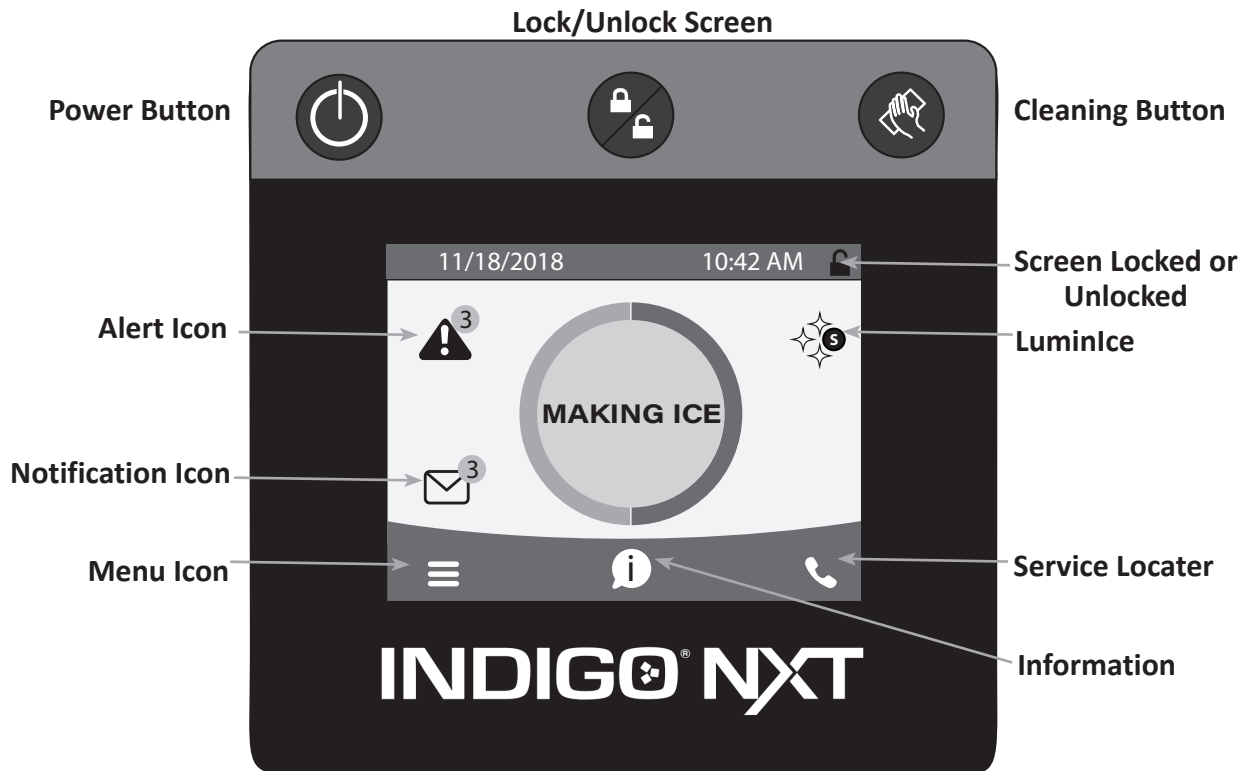 Lock/Unlock Screen
Power Button
Cleaning Button
11/18/2018 10:42 AM
Screen Locked or
Unlocked
Alert Icon
3
S
LuminIce
MAKING ICE
Notification Icon
3
Menu Icon
i
Service Locater
Information
INDIGO® NXT